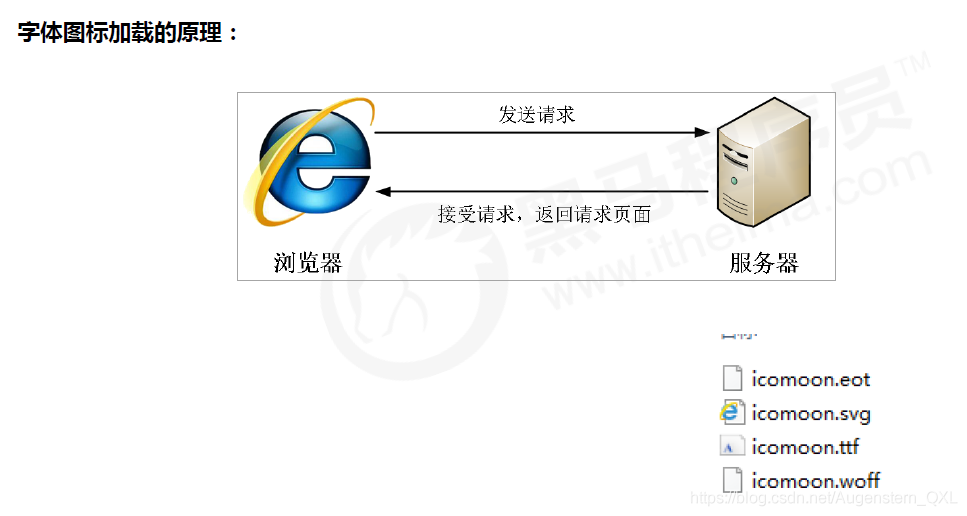 字体图标加载的原理：
发送请求
接受请求，返回请求页面
浏览器
服务器
黑马程序员™
www.itheima.com
icomoon.eot
icomoon.svg
icomoon.ttf
icomoon.woff
https://blog.csdn.net/Augenstern_QXL